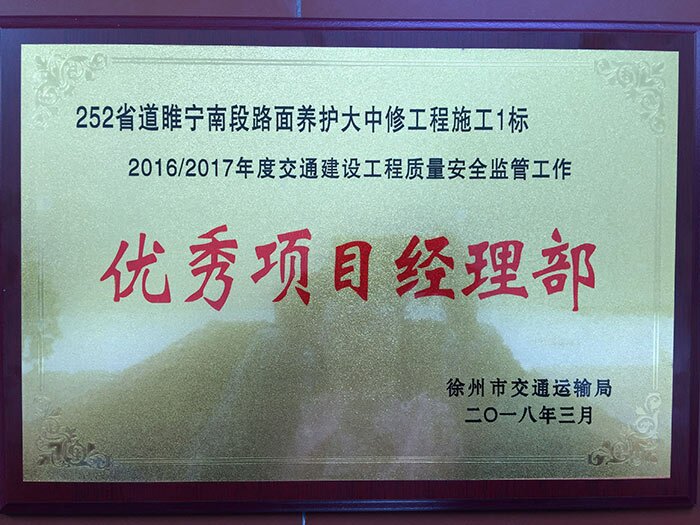 252省道睢宁南段路面养护大中修工程施工1标
2016/2017年度交通建设工程质量安全监管工作
优秀项目经理部
徐州市交通运输局
二〇一八年三月